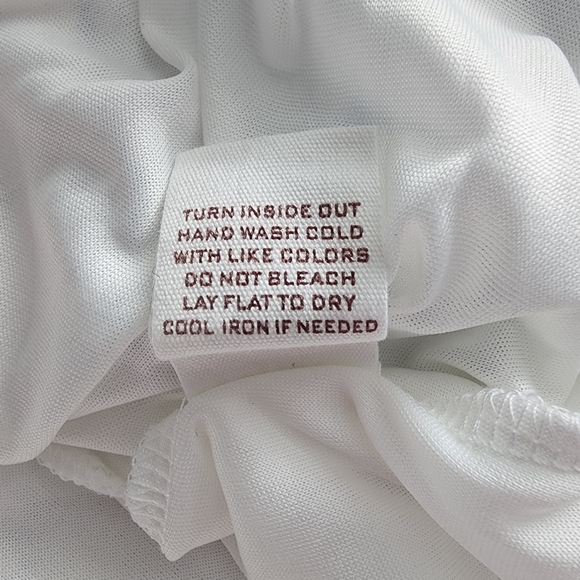 TURN INSIDE OUT
HAND WASH COLD
WITH LIKE COLORS
DO NOT BLEACH
LAY FLAT TO DRY
COOL IRON IF NEEDED